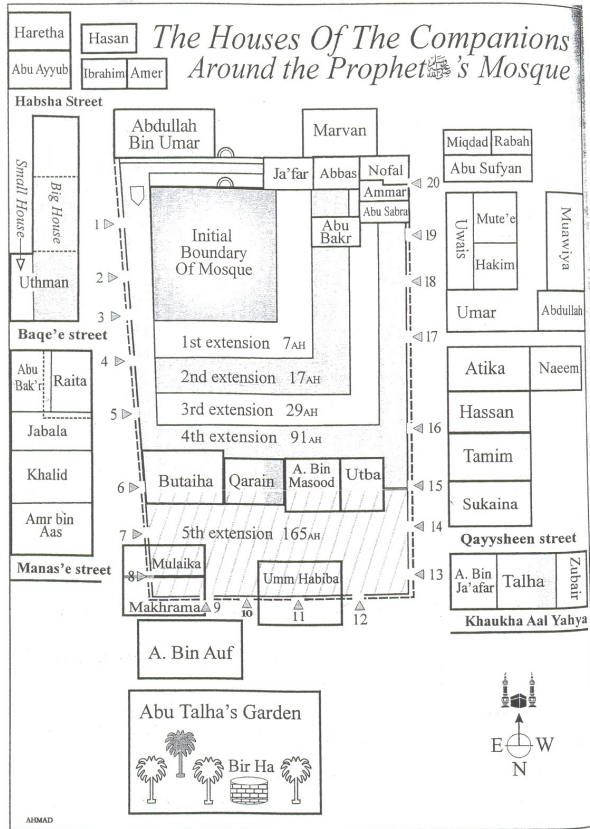 The Houses Of The Companions
Around the Prophetﷺ's Mosque
Haretha
Hasan
Abu Ayyub
Ibrahim
Amer
Habsha Street
Small House
Big House
Uthman
Baqe'e street
Abu
Bak'r
Raita
Jabala
Khalid
Amr bin
Aas
Manas'e street
Abdullah
Bin Umar
Marvan
Ja'far
Abbas
Nofal
Ammar
Abu Sabra
Abu
Bakr
Initial
Boundary
Of Mosque
1st extension 7AH
2nd extension 17AH
3rd extension 29AH
4th extension 91AH
Butaiha
Qarain
A. Bin
Masood
Utba
5th extension 165AH
Mulaika
Makhrama
Umm Habiba
1
2
3
4
5
6
7
8
9
10
11
12
13
14
15
16
17
18
19
20
Miqdad
Rabah
Abu Sufyan
Uwais
Mute'e
Hakim
Muawiya
Umar
Abdullah
Atika
Naeem
Hassan
Tamim
Sukaina
Qayysheen street
A. Bin
Ja'afar
Talha
Zubair
Khaukha Aal Yahya
A. Bin Auf
Abu Talha's Garden
Bir Ha
E W
N
AHMAD